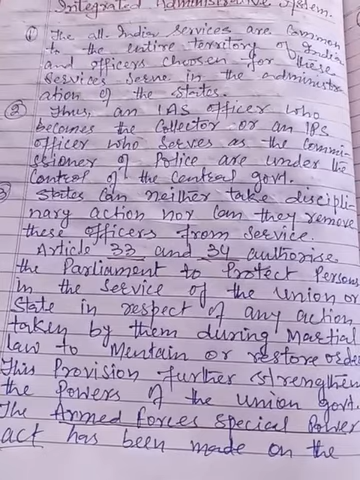 Integrated Administrative System.
① The all-India services are common
to the entire territory of India
and officers choosen for these
services serve in the administr-
ation of the states.
② Thus, an IAS officer who
becomes the Collector or an IPS
officer who serves as the commi-
ssioner of Police are under the
control of the central govt.
3 States can neither take discipli-
nary action nor can they remove
these officers from service.
Article 33 and 34 authorise
the Parliament to Protect Persons
in the service of the Union or
State in respect of any action
taken by them during Martial
law to Mentain or restore order
This Provision further strengthen
the Powers of the union govt.
The Armed Forces Special Power
act has been made on the